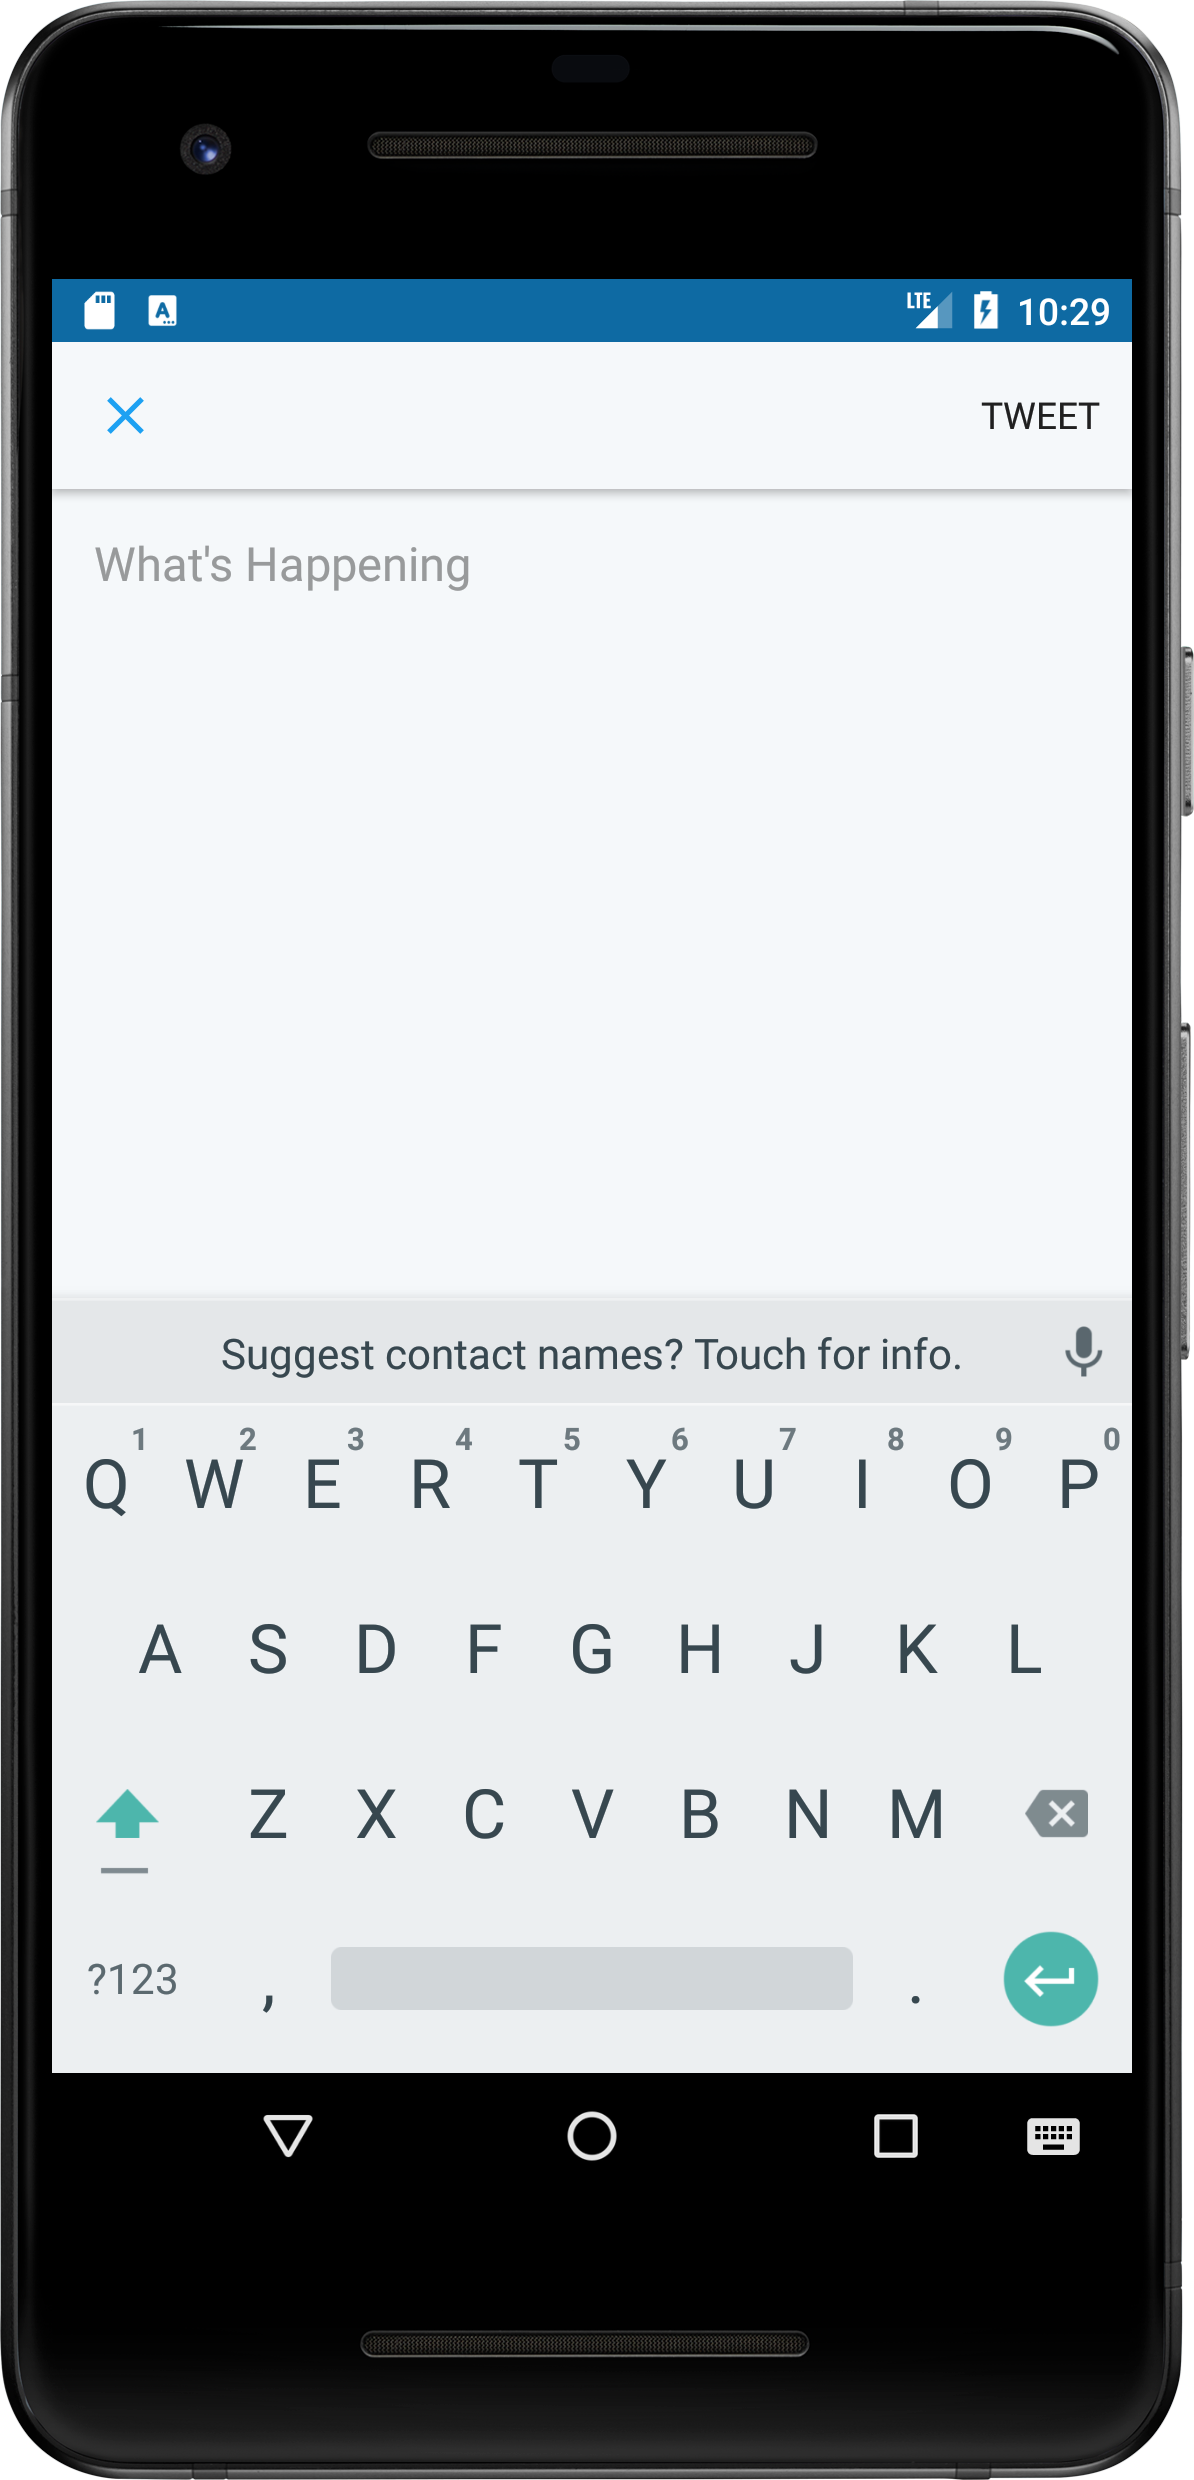 LTE 10:29
TWEET
What's Happening
Suggest contact names? Touch for info.
1 2 3 4 5 6 7 8 9 0
Q W E R T Y U I O P
A S D F G H J K L
Z X C V B N M
?123 , .